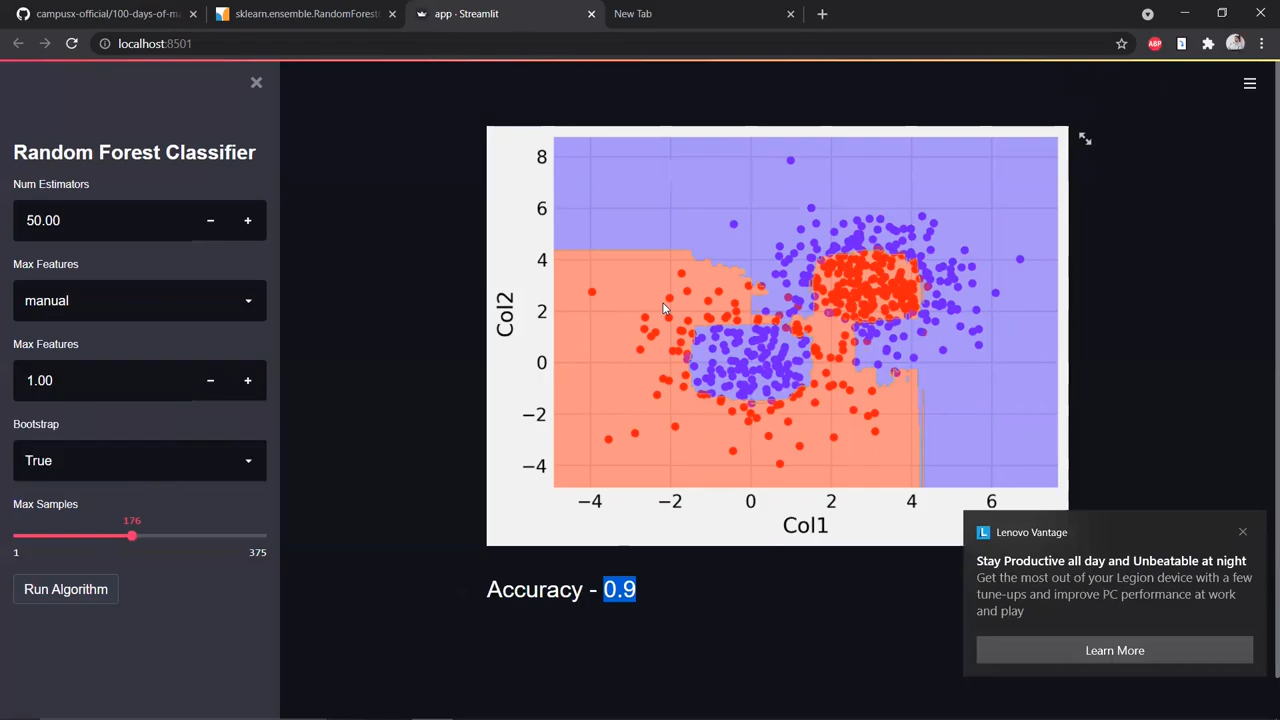 campusx-official/100-days-of-ma
sklearn.ensemble.RandomForestC
app · Streamlit
New Tab
localhost:8501
ABP
Random Forest Classifier
Num Estimators
50.00
Max Features
manual
Max Features
1.00
Bootstrap
True
Max Samples
176
1
375
Run Algorithm
8
6
4
2
0
−2
−4
Col2
−4
−2
0
2
4
6
Col1
Accuracy - 0.9
L Lenovo Vantage
Stay Productive all day and Unbeatable at night
Get the most out of your Legion device with a few
tune-ups and improve PC performance at work
and play
Learn More